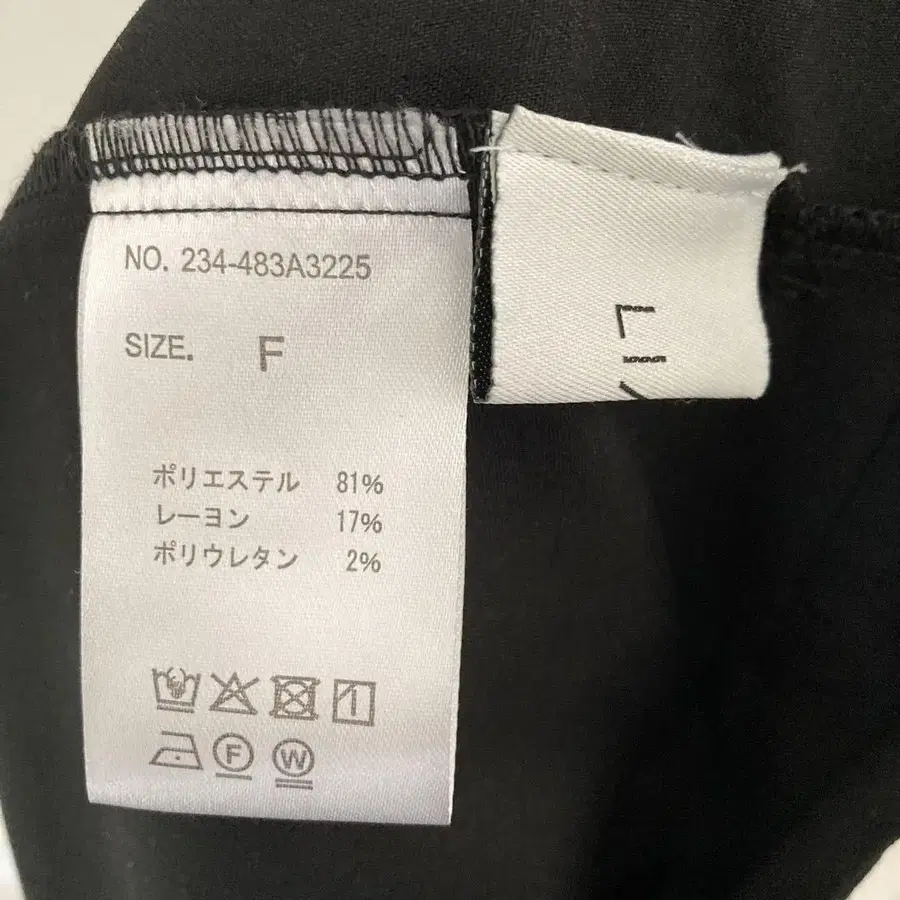 NO. 234-483A3225
SIZE. F
ポリエステル 81%
レーヨン 17%
ポリウレタン 2%
F
W